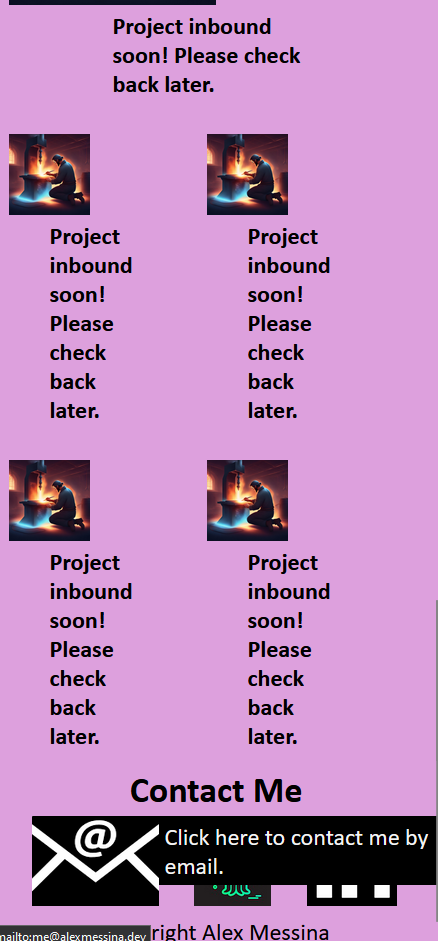 Project inbound
soon! Please check
back later.
Project
inbound
soon!
Please
check
back
later.
Project
inbound
soon!
Please
check
back
later.
Project
inbound
soon!
Please
check
back
later.
Project
inbound
soon!
Please
check
back
later.
Contact Me
@
Click here to contact me by
email.
mailto:me@alexmessina.dev
right Alex Messina